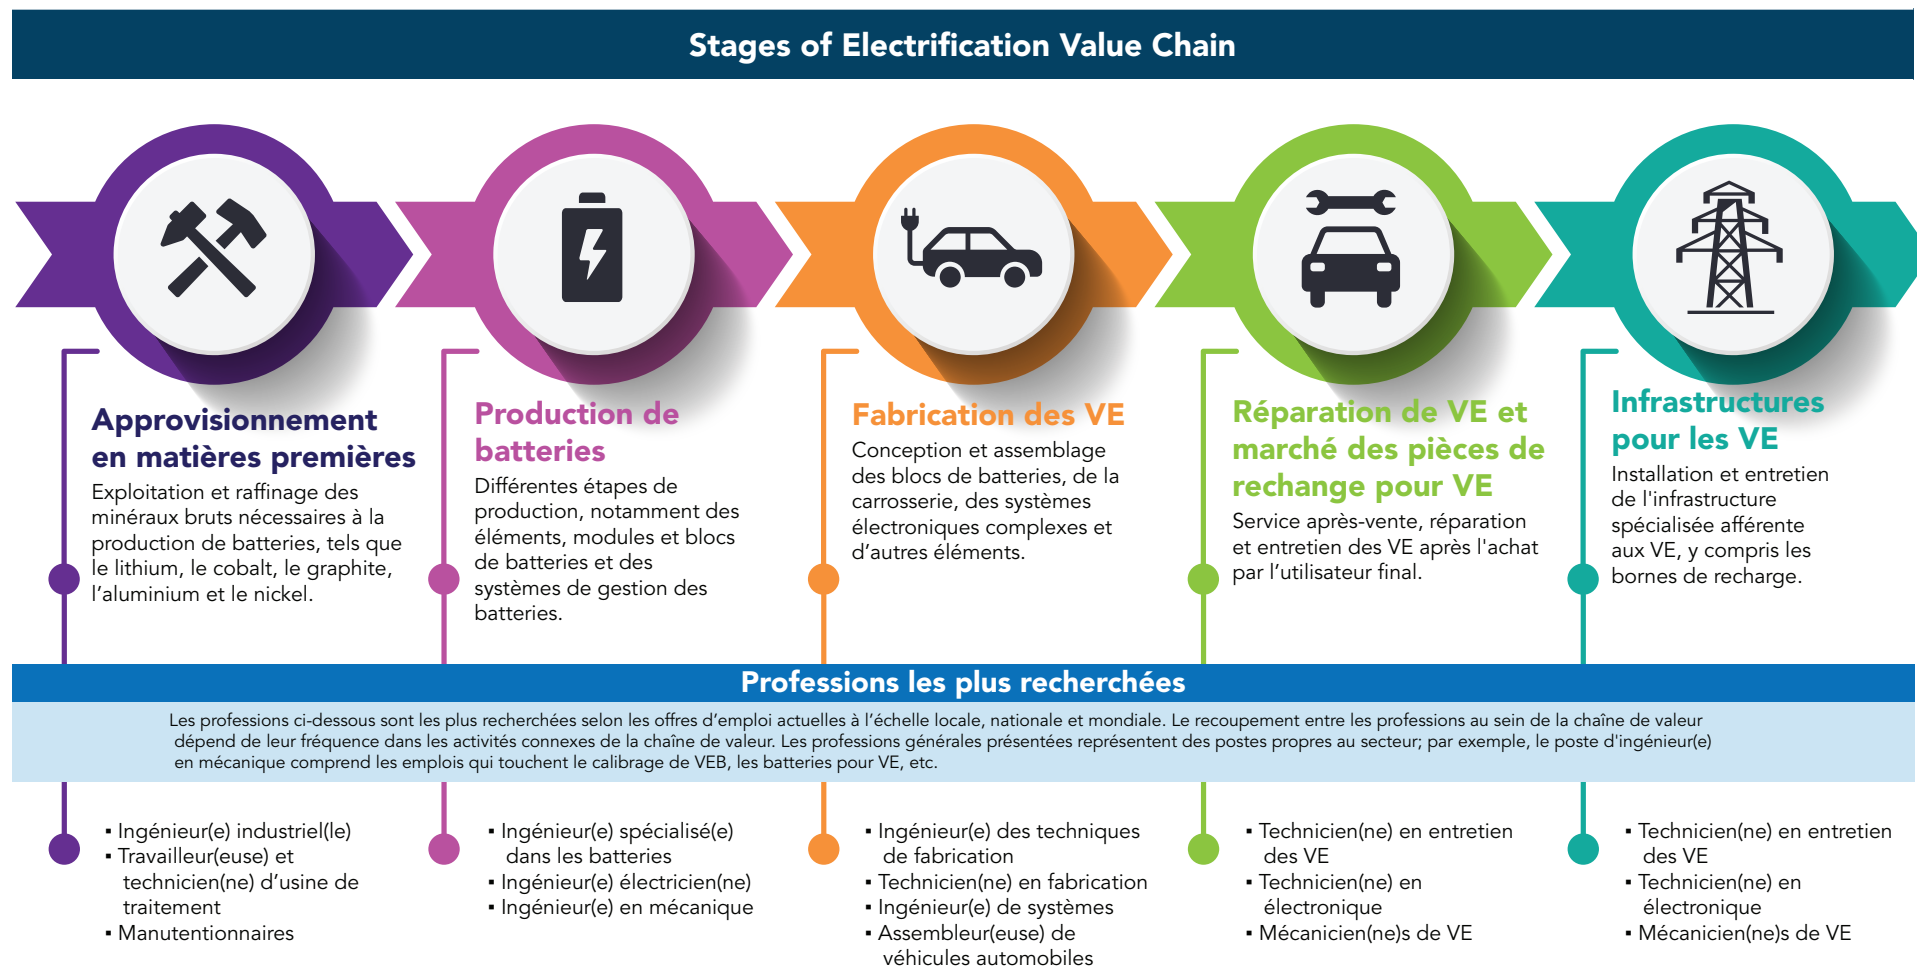 Stages of Electrification Value Chain
Approvisionnement
en matières premières
Exploitation et raffinage des
minéraux bruts nécessaires à la
production de batteries, tels que
le lithium, le cobalt, le graphite,
l’aluminium et le nickel.
Production de
batteries
Différentes étapes de
production, notamment des
éléments, modules et blocs
de batteries et des
systèmes de gestion des
batteries.
Fabrication des VE
Conception et assemblage
des blocs de batteries, de la
carrosserie, des systèmes
électroniques complexes et
d’autres éléments.
Réparation de VE et
marché des pièces de
rechange pour VE
Service après-vente, réparation
et entretien des VE après l'achat
par l’utilisateur final.
Infrastructures
pour les VE
Installation et entretien
de l'infrastructure
spécialisée afférente
aux VE, y compris les
bornes de recharge.
Professions les plus recherchées
Les professions ci-dessous sont les plus recherchées selon les offres d’emploi actuelles à l’échelle locale, nationale et mondiale. Le recoupement entre les professions au sein de la chaîne de valeur
dépend de leur fréquence dans les activités connexes de la chaîne de valeur. Les professions générales présentées représentent des postes propres au secteur; par exemple, le poste d'ingénieur(e)
en mécanique comprend les emplois qui touchent le calibrage de VEB, les batteries pour VE, etc.
▪ Ingénieur(e) industriel(le)
▪ Travailleur(euse) et
technicien(ne) d’usine de
traitement
▪ Manutentionnaires
▪ Ingénieur(e) spécialisé(e)
dans les batteries
▪ Ingénieur(e) électricien(ne)
▪ Ingénieur(e) en mécanique
▪ Ingénieur(e) des techniques
de fabrication
▪ Technicien(ne) en fabrication
▪ Ingénieur(e) de systèmes
▪ Assembleur(euse) de
véhicules automobiles
▪ Technicien(ne) en entretien
des VE
▪ Technicien(ne) en
électronique
▪ Mécanicien(ne)s de VE
▪ Technicien(ne) en entretien
des VE
▪ Technicien(ne) en
électronique
▪ Mécanicien(ne)s de VE